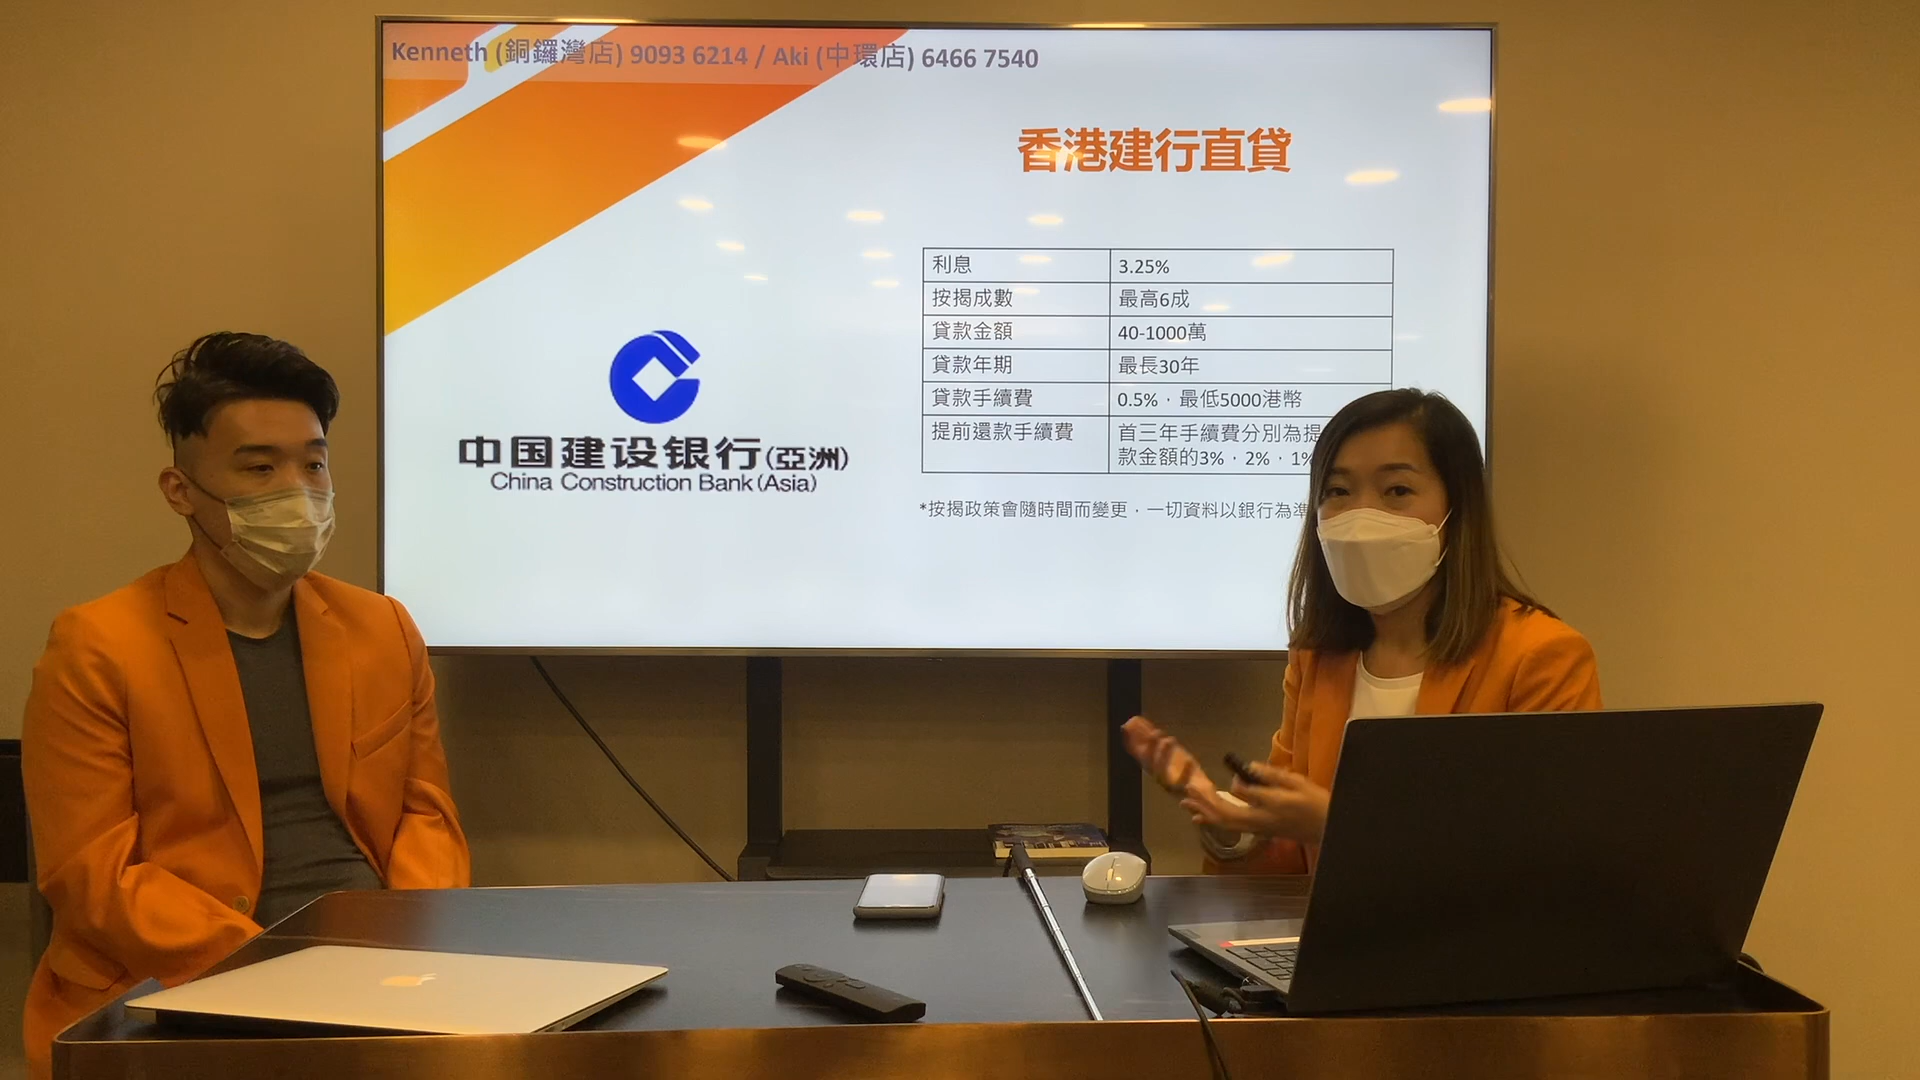 Kenneth (銅鑼灣店) 9093 6214 / Aki (中環店) 6466 7540
香港建行直貸
利息 3.25%
按揭成數 最高6成
貸款金額 40-1000萬
貸款年期 最長30年
貸款手續費 0.5%，最低5000港幣
提前還款手續費 首三年手續費分別為提
款金額的3%，2%，1%
*按揭政策會隨時間而變更，一切資料以銀行為準
中国建设银行(亞洲)
China Construction Bank (Asia)